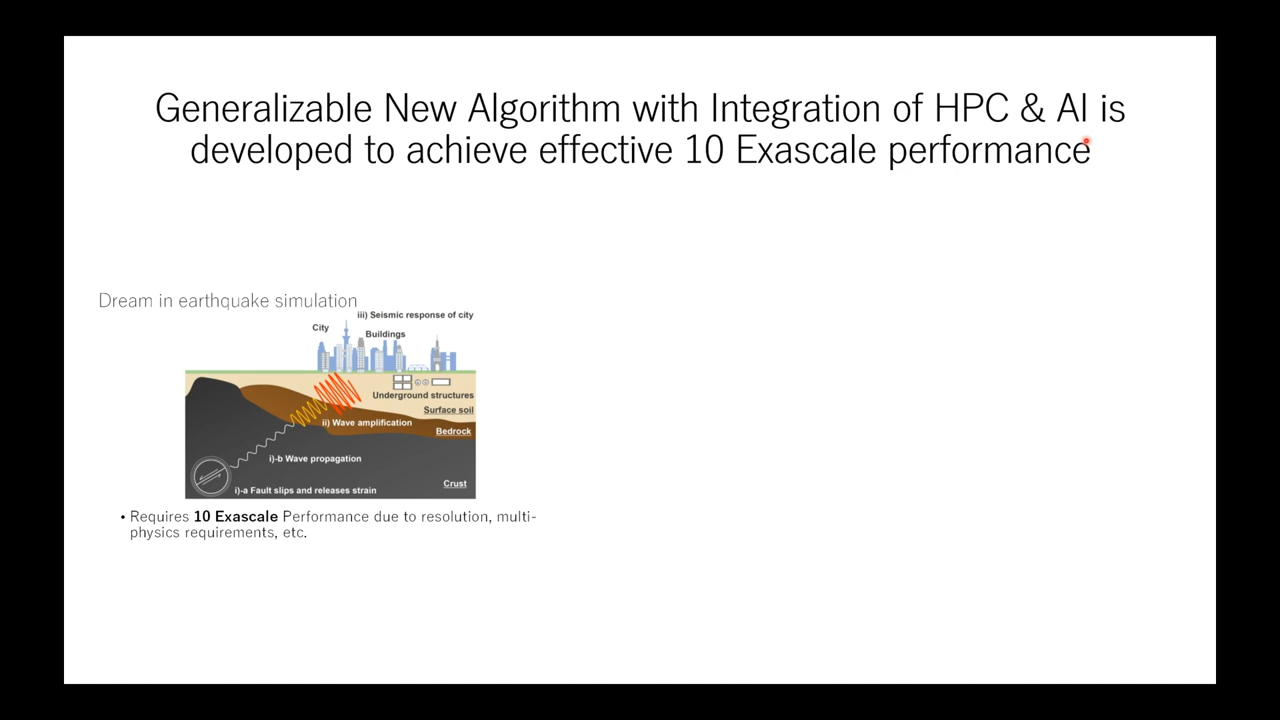 Generalizable New Algorithm with Integration of HPC & AI is
developed to achieve effective 10 Exascale performance
Dream in earthquake simulation
iii) Seismic response of city
City
Buildings
Underground structures
Surface soil
ii) Wave amplification
Bedrock
i)-b Wave propagation
Crust
i)-a Fault slips and releases strain
• Requires 10 Exascale Performance due to resolution, multi-
physics requirements, etc.